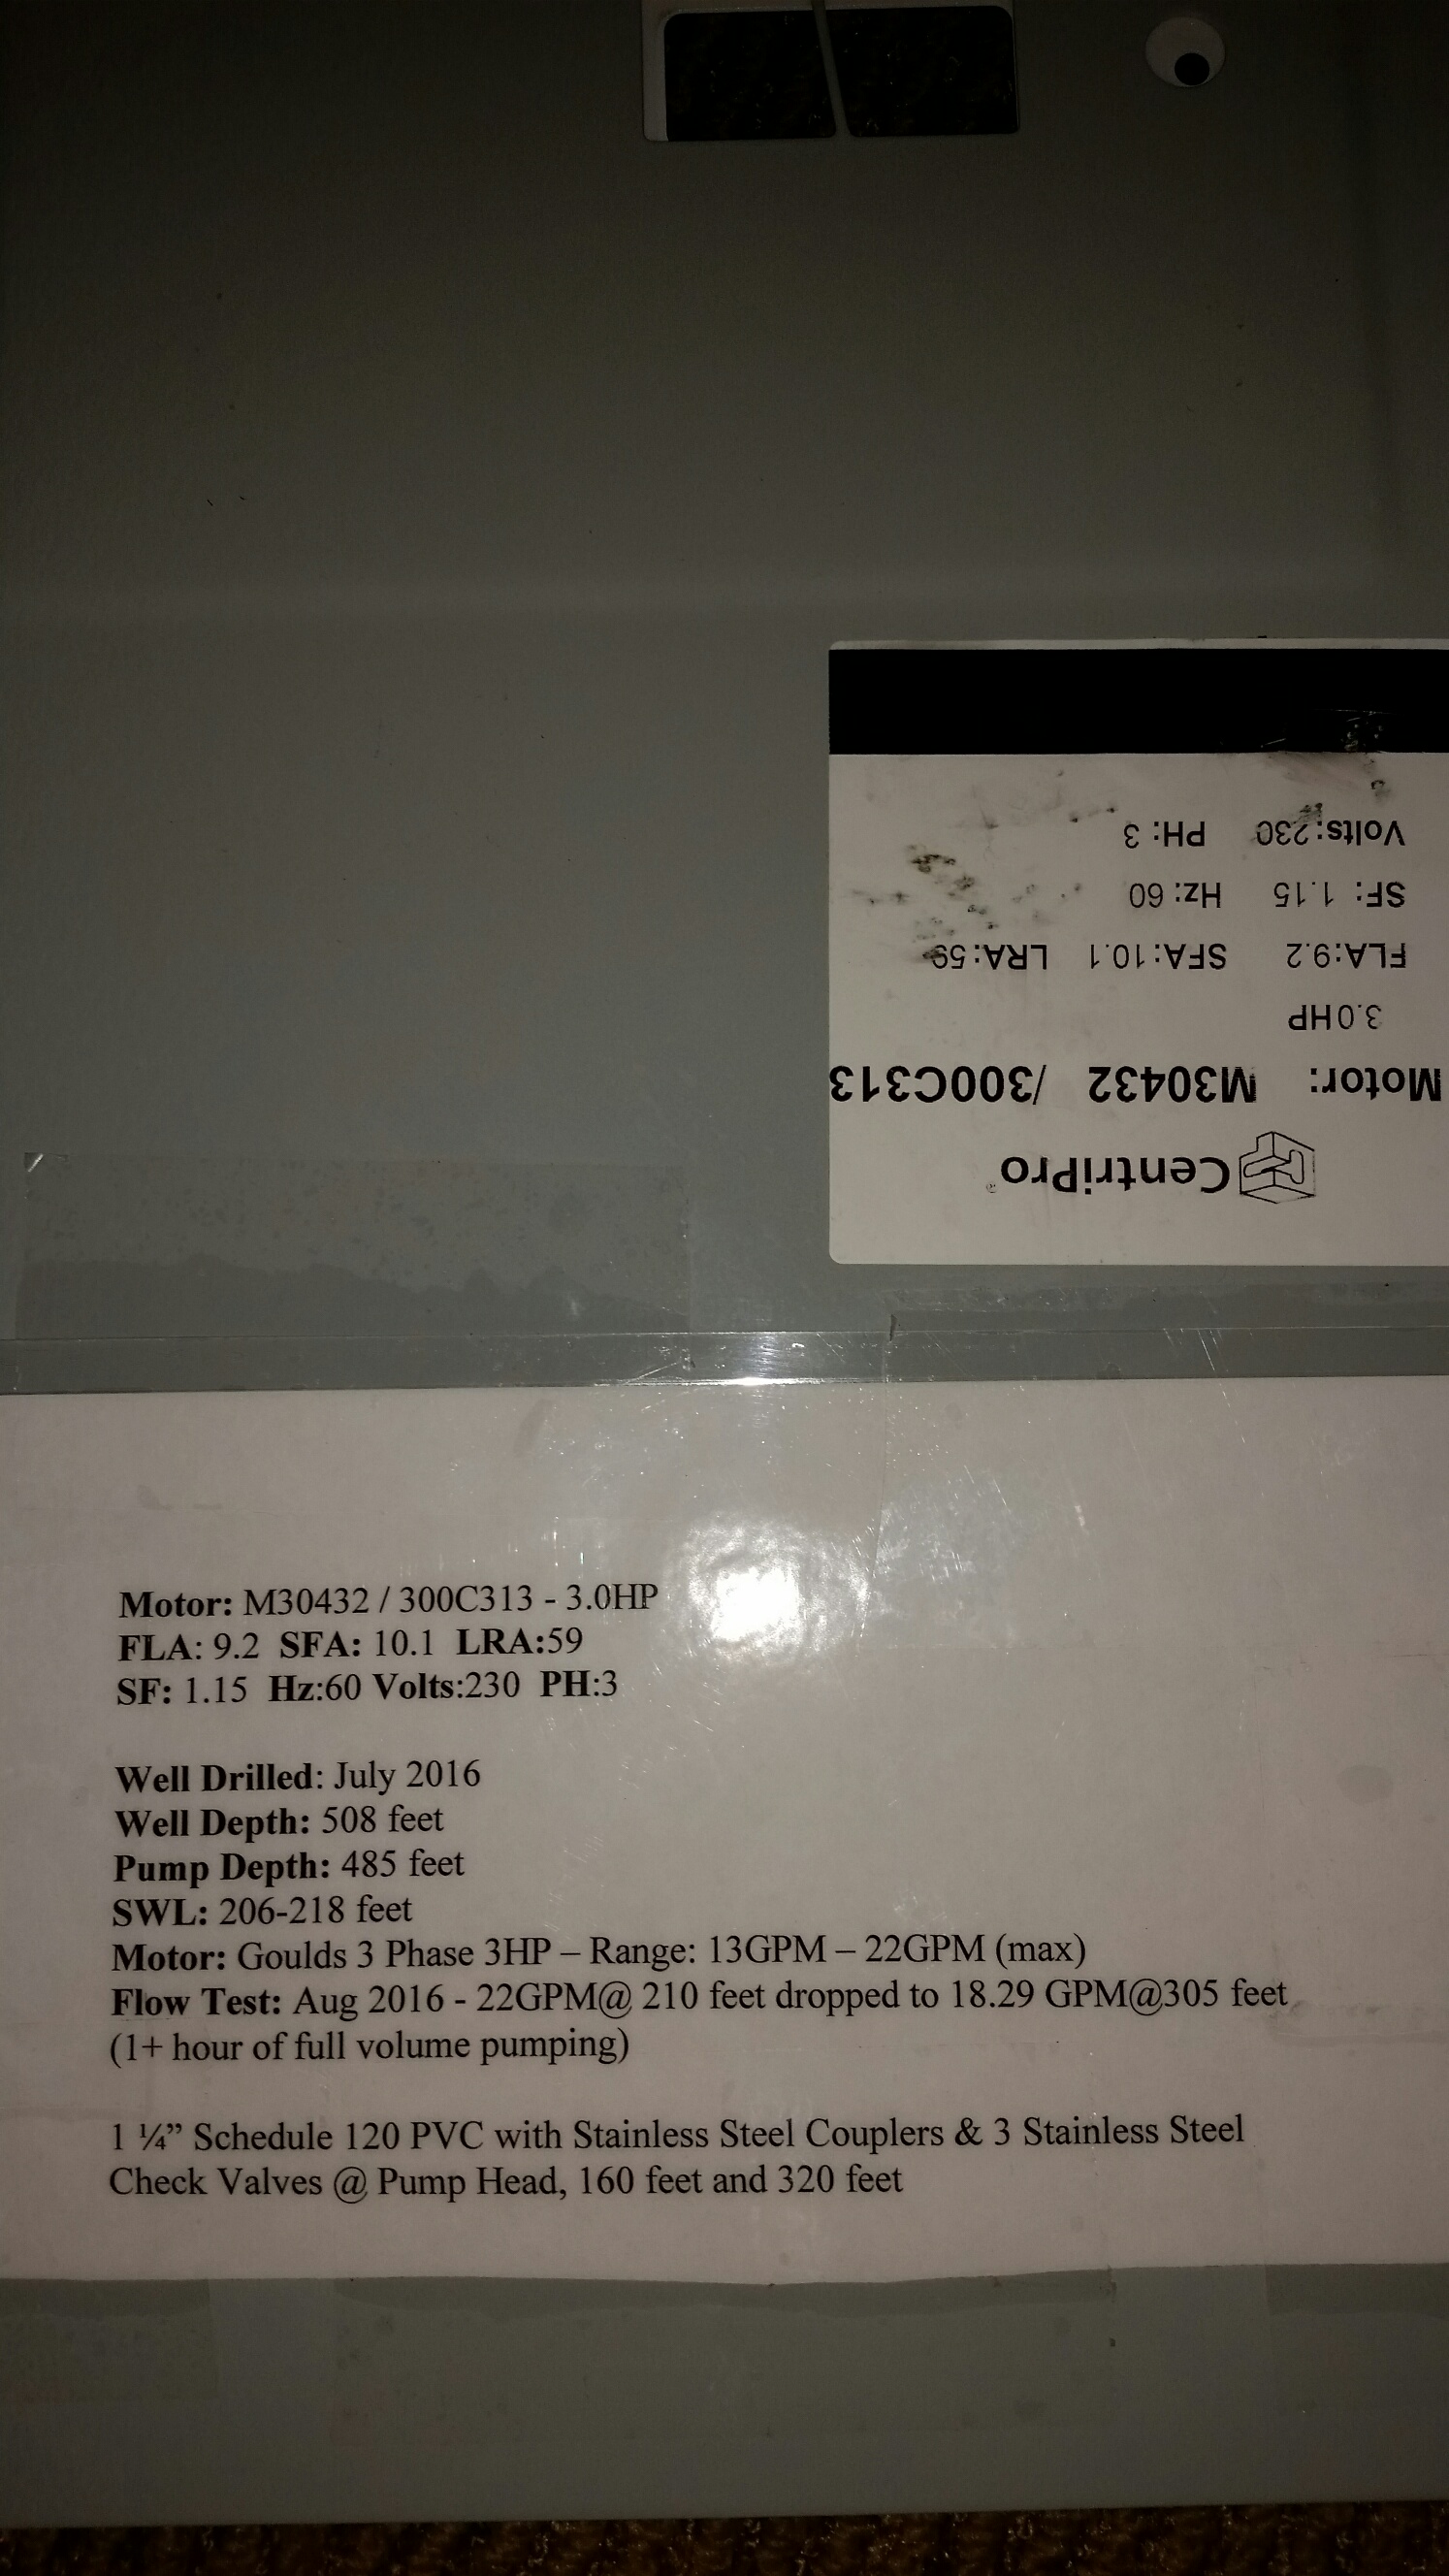 CentriPro®
Motor: M30432 /300C313
3.0HP
FLA:9.2 SFA:10.1 LRA:59
SF: 1.15 Hz: 60
Volts:230 PH: 3
Motor: M30432 / 300C313 - 3.0HP
FLA: 9.2 SFA: 10.1 LRA:59
SF: 1.15 Hz:60 Volts:230 PH:3
Well Drilled: July 2016
Well Depth: 508 feet
Pump Depth: 485 feet
SWL: 206-218 feet
Motor: Goulds 3 Phase 3HP – Range: 13GPM – 22GPM (max)
Flow Test: Aug 2016 - 22GPM@ 210 feet dropped to 18.29 GPM@305 feet
(1+ hour of full volume pumping)
1 ¼” Schedule 120 PVC with Stainless Steel Couplers & 3 Stainless Steel
Check Valves @ Pump Head, 160 feet and 320 feet